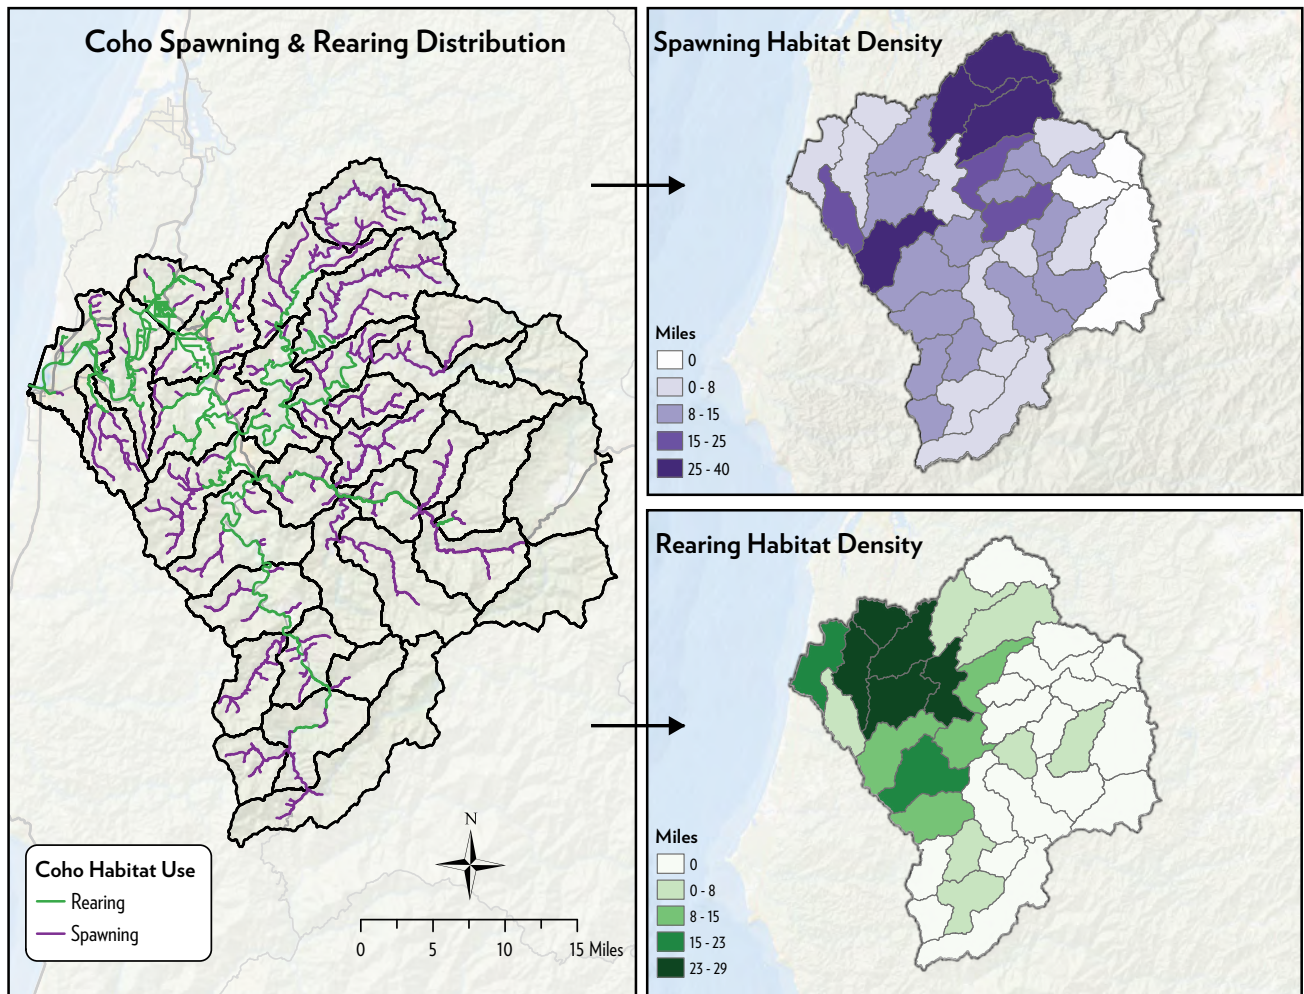 Coho Spawning & Rearing Distribution
Coho Habitat Use
Rearing
Spawning
N
0 5 10 15 Miles
Spawning Habitat Density
Miles
0
0 - 8
8 - 15
15 - 25
25 - 40
Rearing Habitat Density
Miles
0
0 - 8
8 - 15
15 - 23
23 - 29